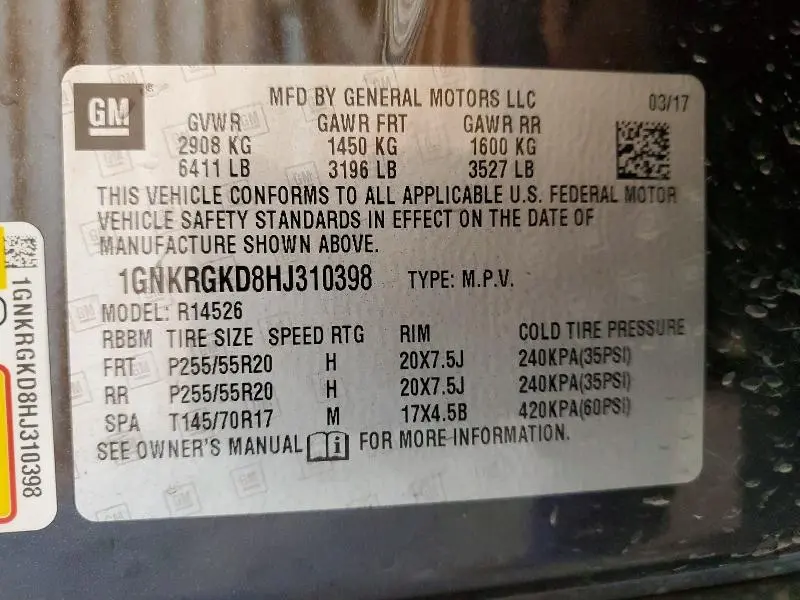 GM
MFD BY GENERAL MOTORS LLC 03/17
GVWR GAWR FRT GAWR RR
2908 KG 1450 KG 1600 KG
6411 LB 3196 LB 3527 LB
THIS VEHICLE CONFORMS TO ALL APPLICABLE U.S. FEDERAL MOTOR
VEHICLE SAFETY STANDARDS IN EFFECT ON THE DATE OF
MANUFACTURE SHOWN ABOVE.
1GNKRGKD8HJ310398 TYPE: M.P.V.
MODEL: R14526
RBBM TIRE SIZE SPEED RTG RIM COLD TIRE PRESSURE
FRT P255/55R20 H 20X7.5J 240KPA(35PSI)
RR P255/55R20 H 20X7.5J 240KPA(35PSI)
SPA T145/70R17 M 17X4.5B 420KPA(60PSI)
SEE OWNER'S MANUAL i FOR MORE INFORMATION.
1GNKRGKD8HJ310398